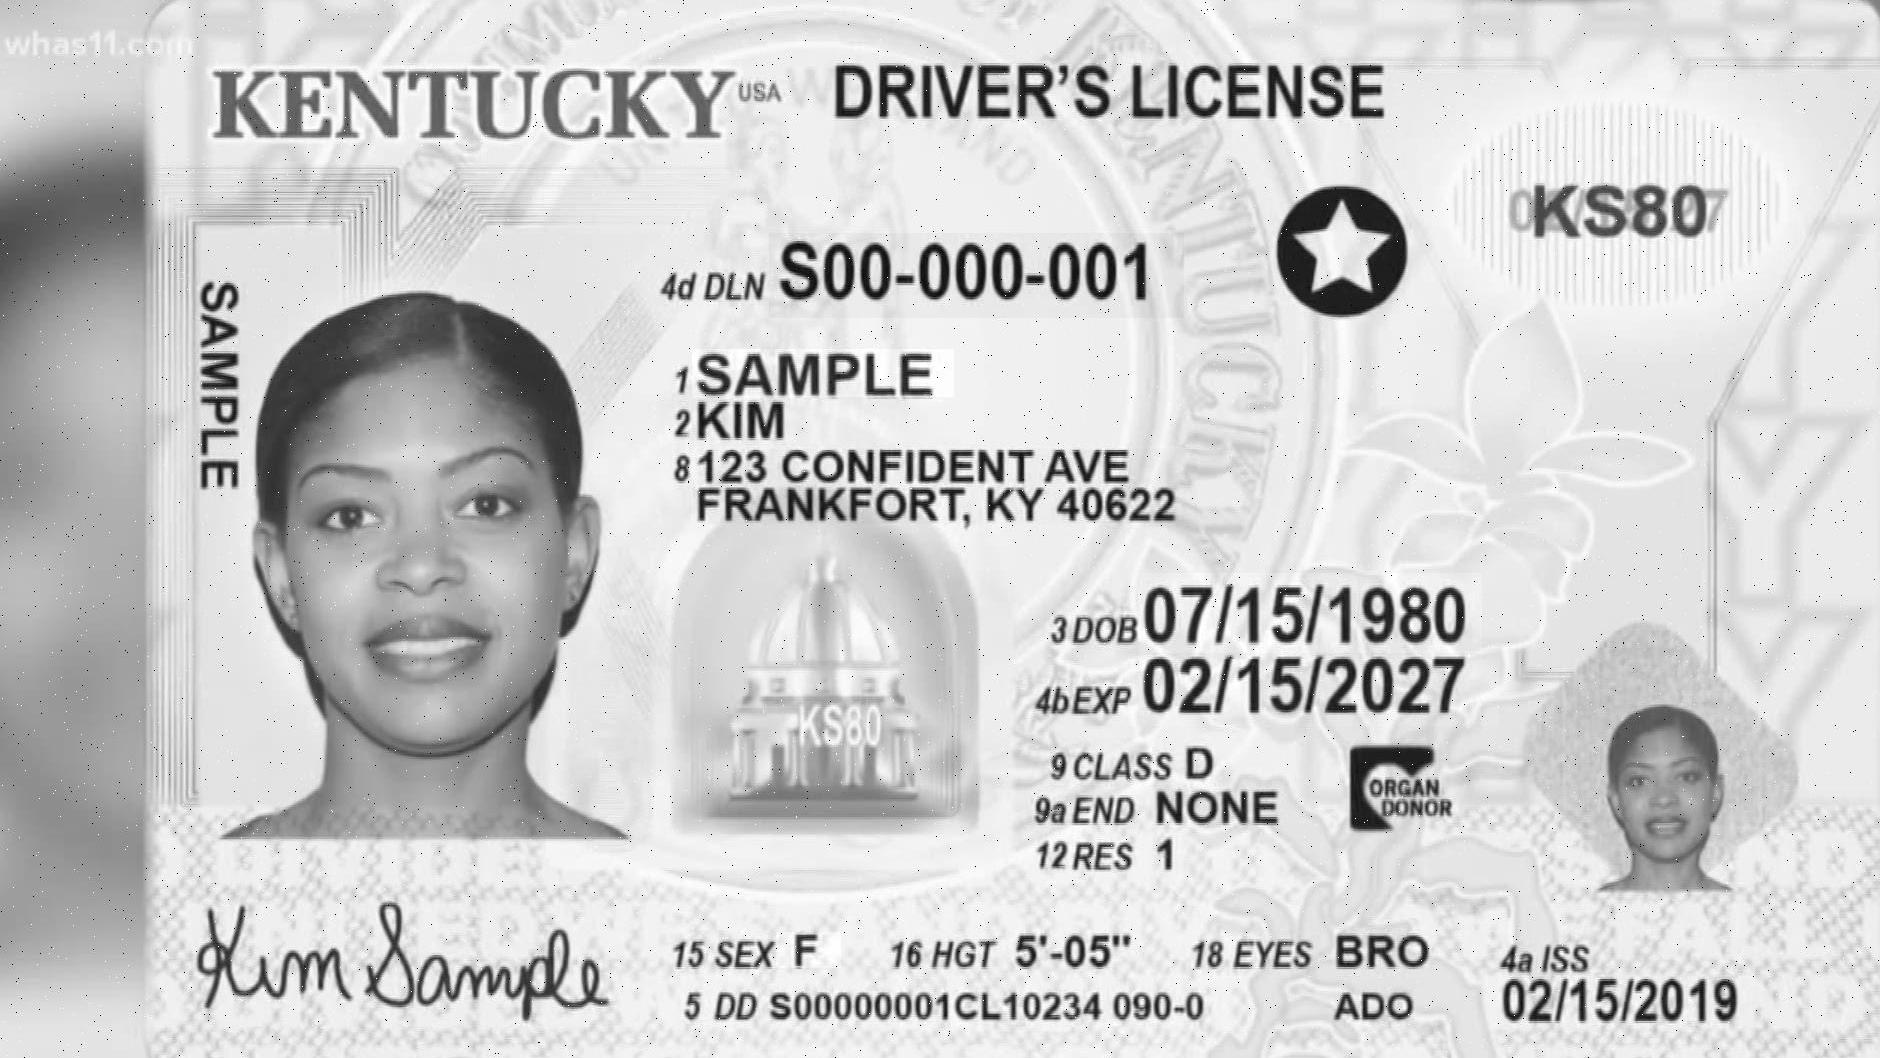 whas11.com
KENTUCKY USA DRIVER'S LICENSE
KS80
4d DLN S00-000-001
SAMPLE
1 SAMPLE
2 KIM
8 123 CONFIDENT AVE
FRANKFORT, KY 40622
3 DOB 07/15/1980
4b EXP 02/15/2027
KS80
9 CLASS D
9a END NONE
12 RES 1
ORGAN
DONOR
Kim Sample
15 SEX F 16 HGT 5'-05" 18 EYES BRO
4a ISS
5 DD S00000001CL10234 090-0 ADO
02/15/2019